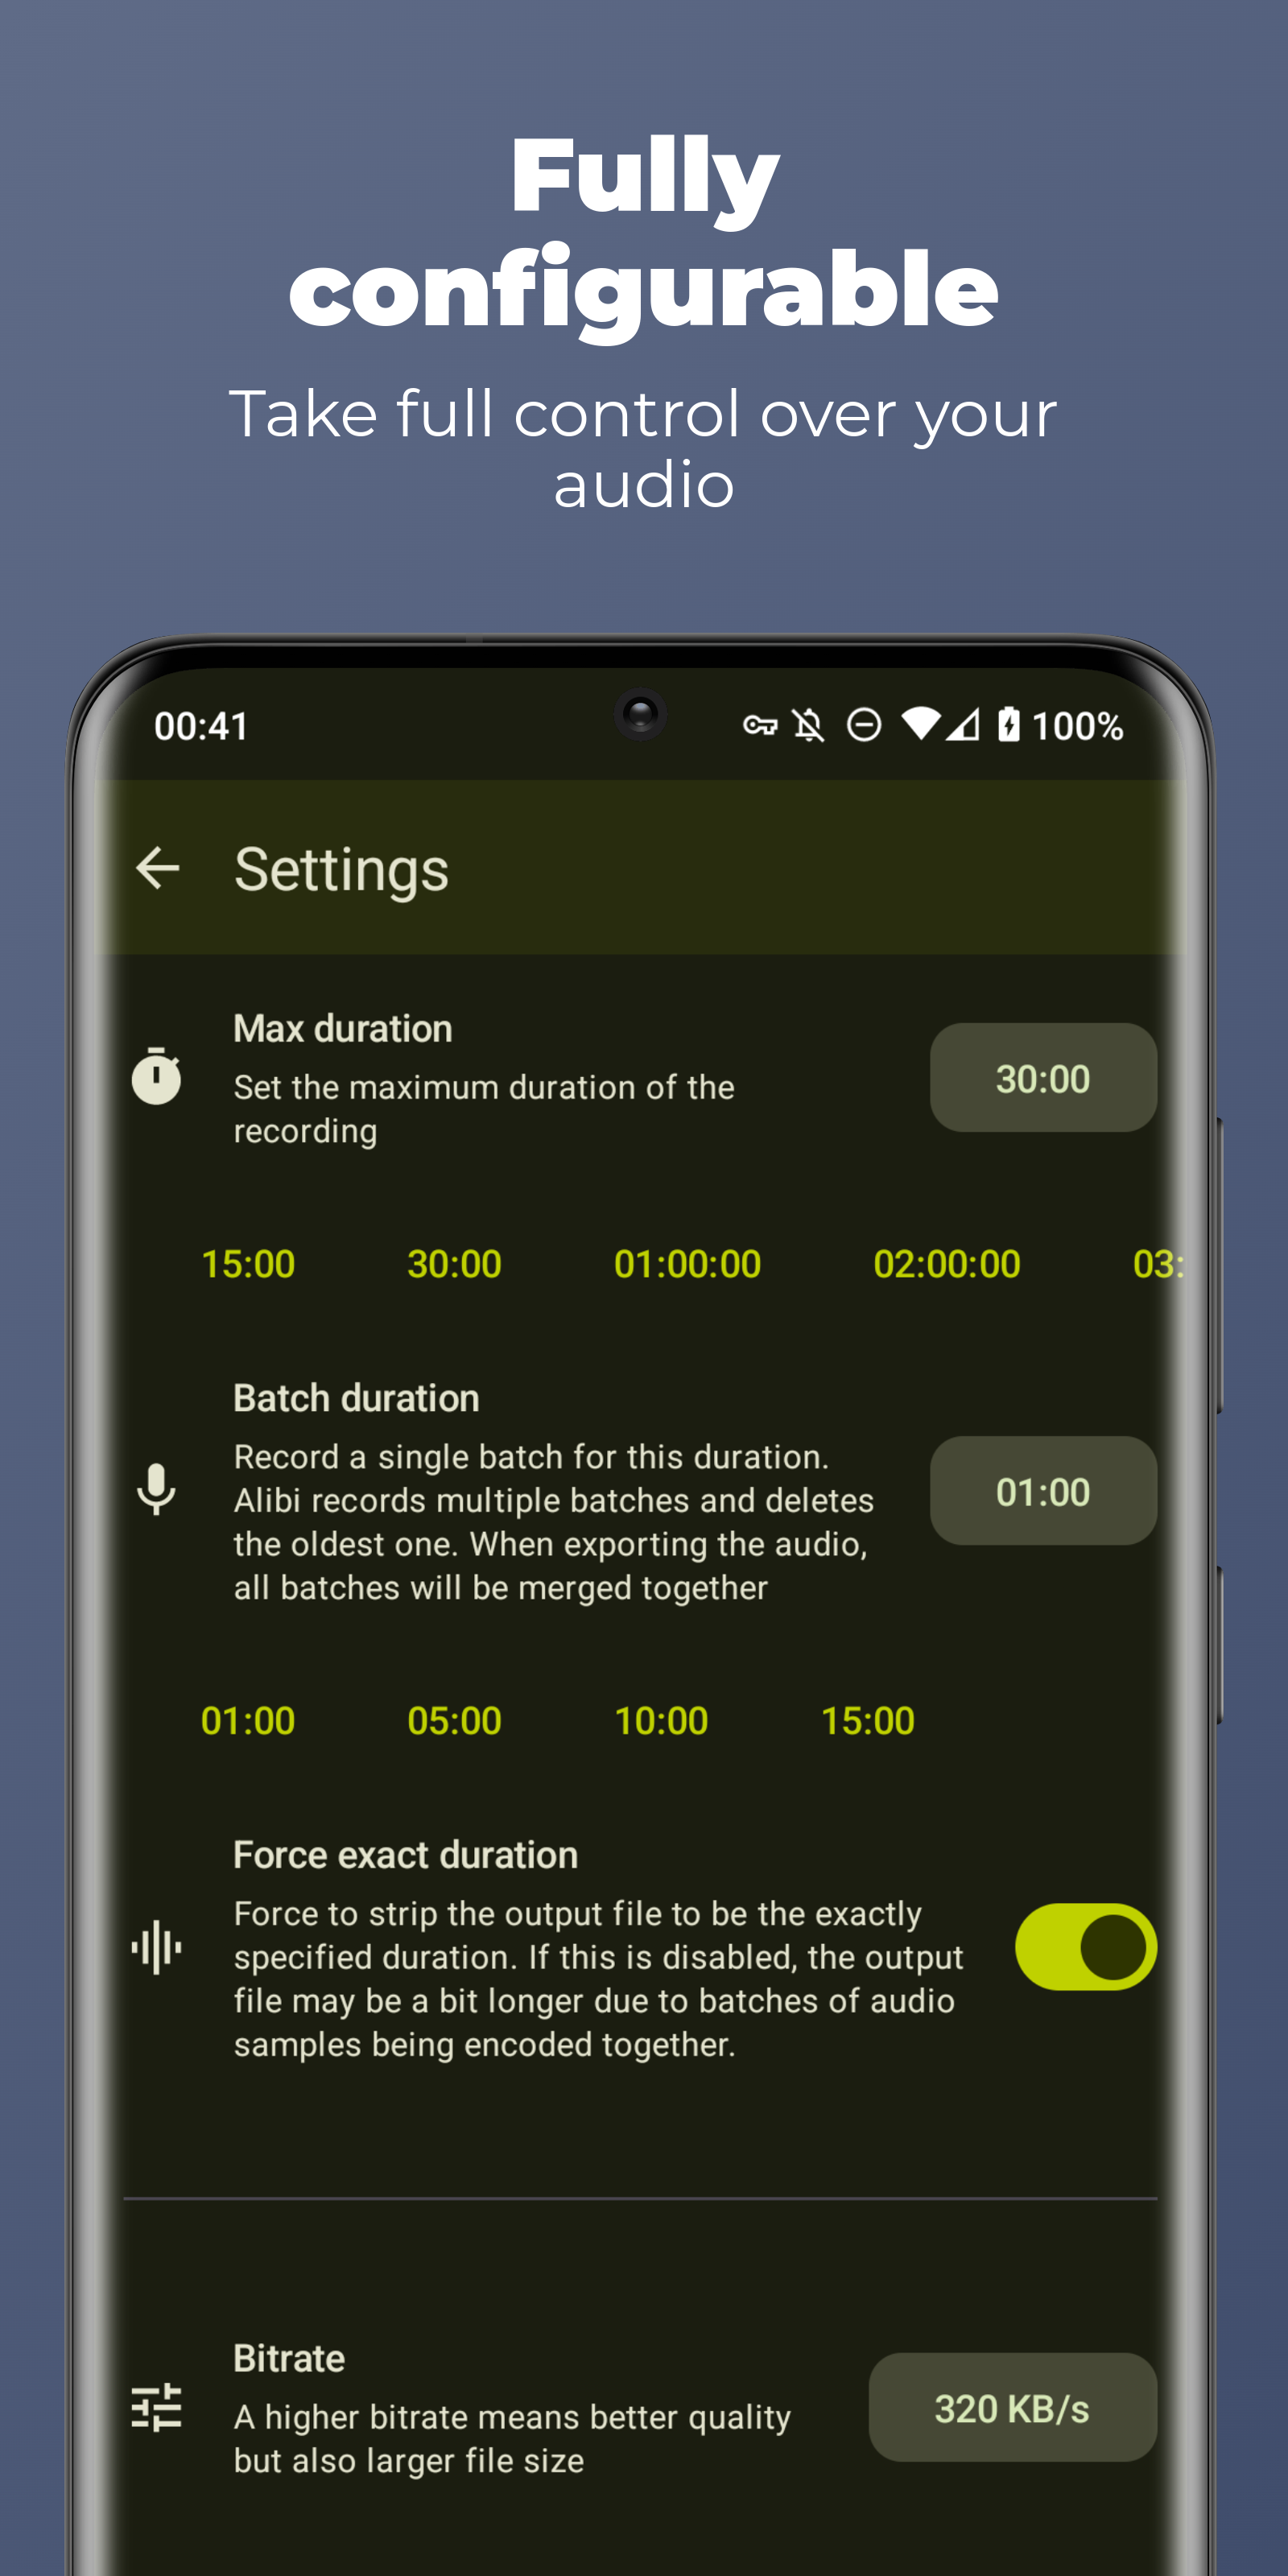 Fully
configurable
Take full control over your
audio
00:41
100%
Settings
Max duration
Set the maximum duration of the
recording
30:00
15:00 30:00 01:00:00 02:00:00 03:
Batch duration
Record a single batch for this duration.
Alibi records multiple batches and deletes
the oldest one. When exporting the audio,
all batches will be merged together
01:00
01:00 05:00 10:00 15:00
Force exact duration
Force to strip the output file to be the exactly
specified duration. If this is disabled, the output
file may be a bit longer due to batches of audio
samples being encoded together.
Bitrate
A higher bitrate means better quality
but also larger file size
320 KB/s